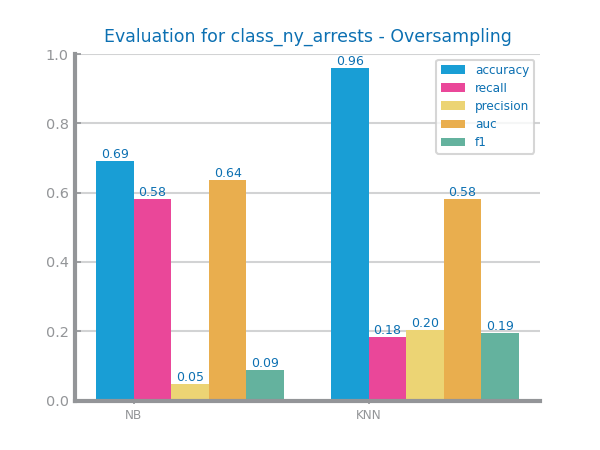 Evaluation for class_ny_arrests - Oversampling
1.0
0.8
0.6
0.4
0.2
0.0
0.69
0.58
0.05
0.64
0.09
0.96
0.18
0.20
0.58
0.19
accuracy
recall
precision
auc
f1
NB
KNN